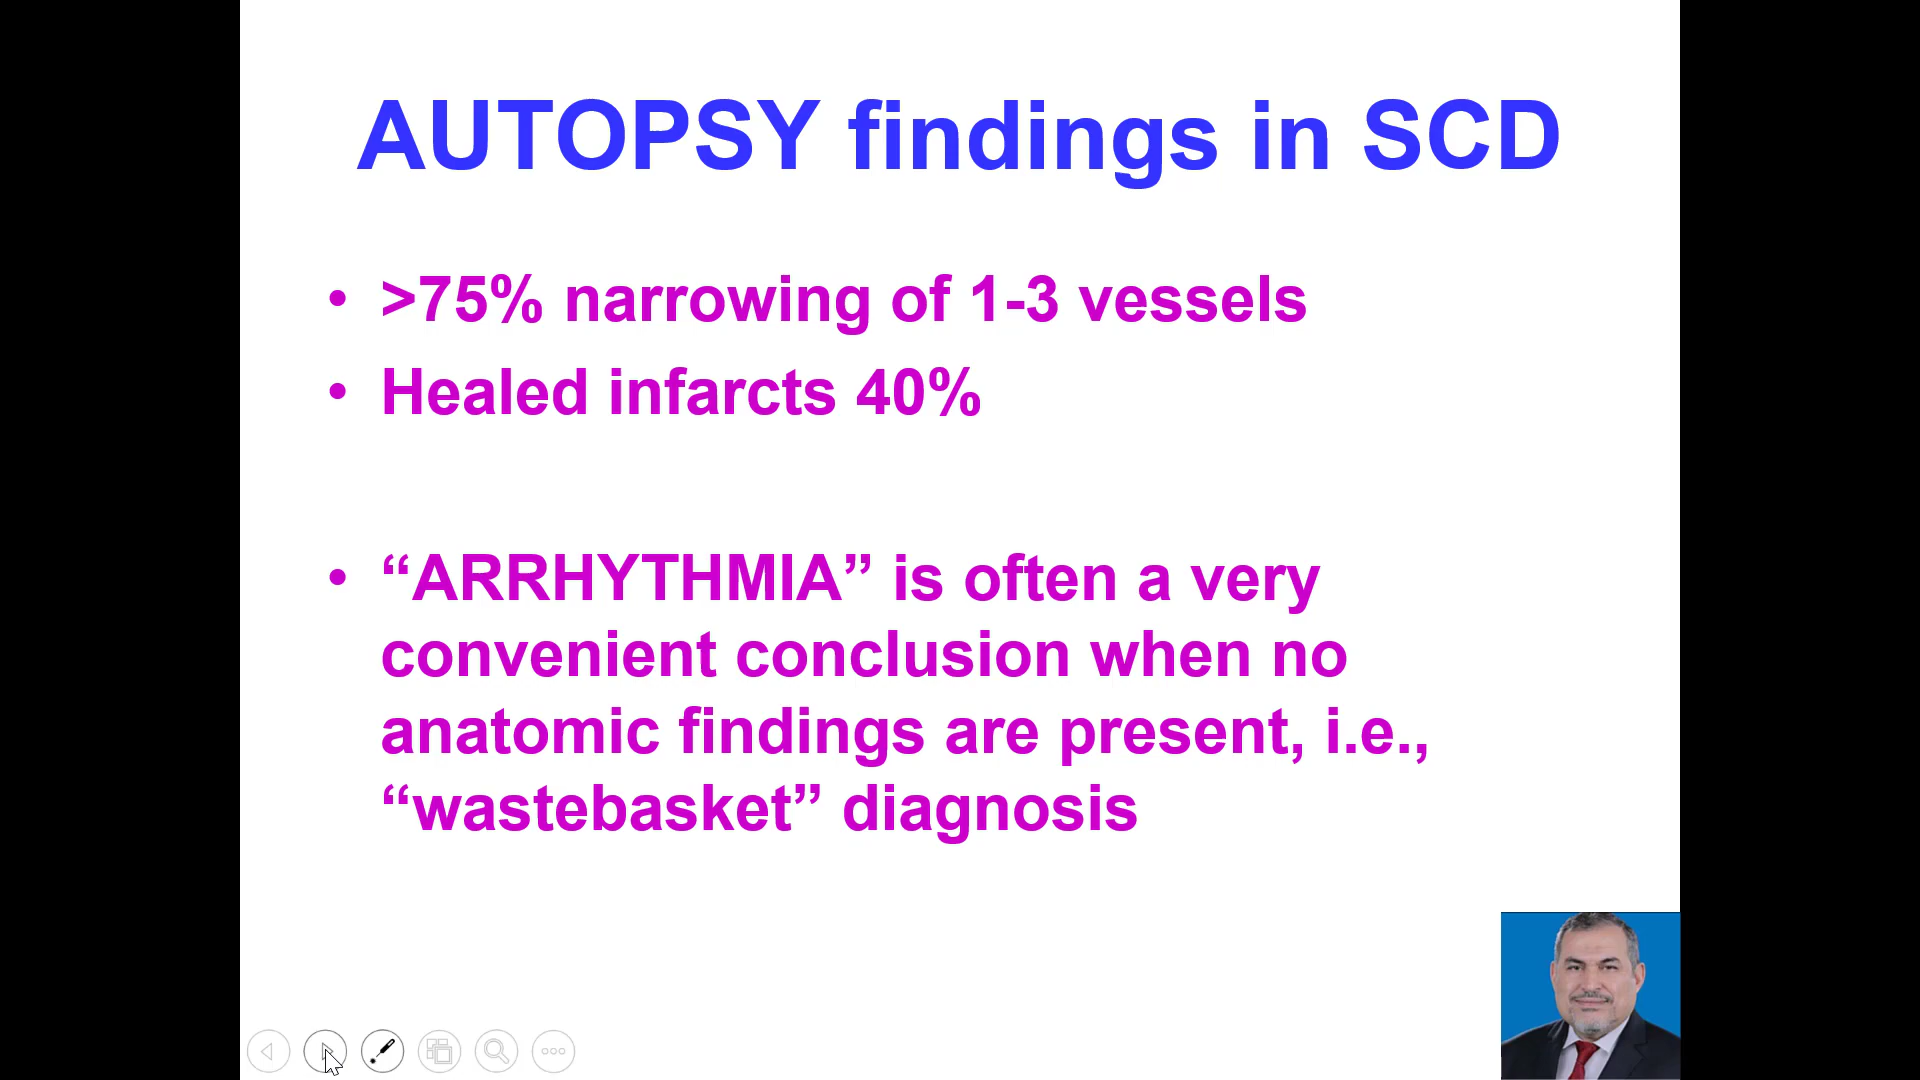 AUTOPSY findings in SCD
• >75% narrowing of 1-3 vessels
• Healed infarcts 40%
• “ARRHYTHMIA” is often a very
convenient conclusion when no
anatomic findings are present, i.e.,
“wastebasket” diagnosis